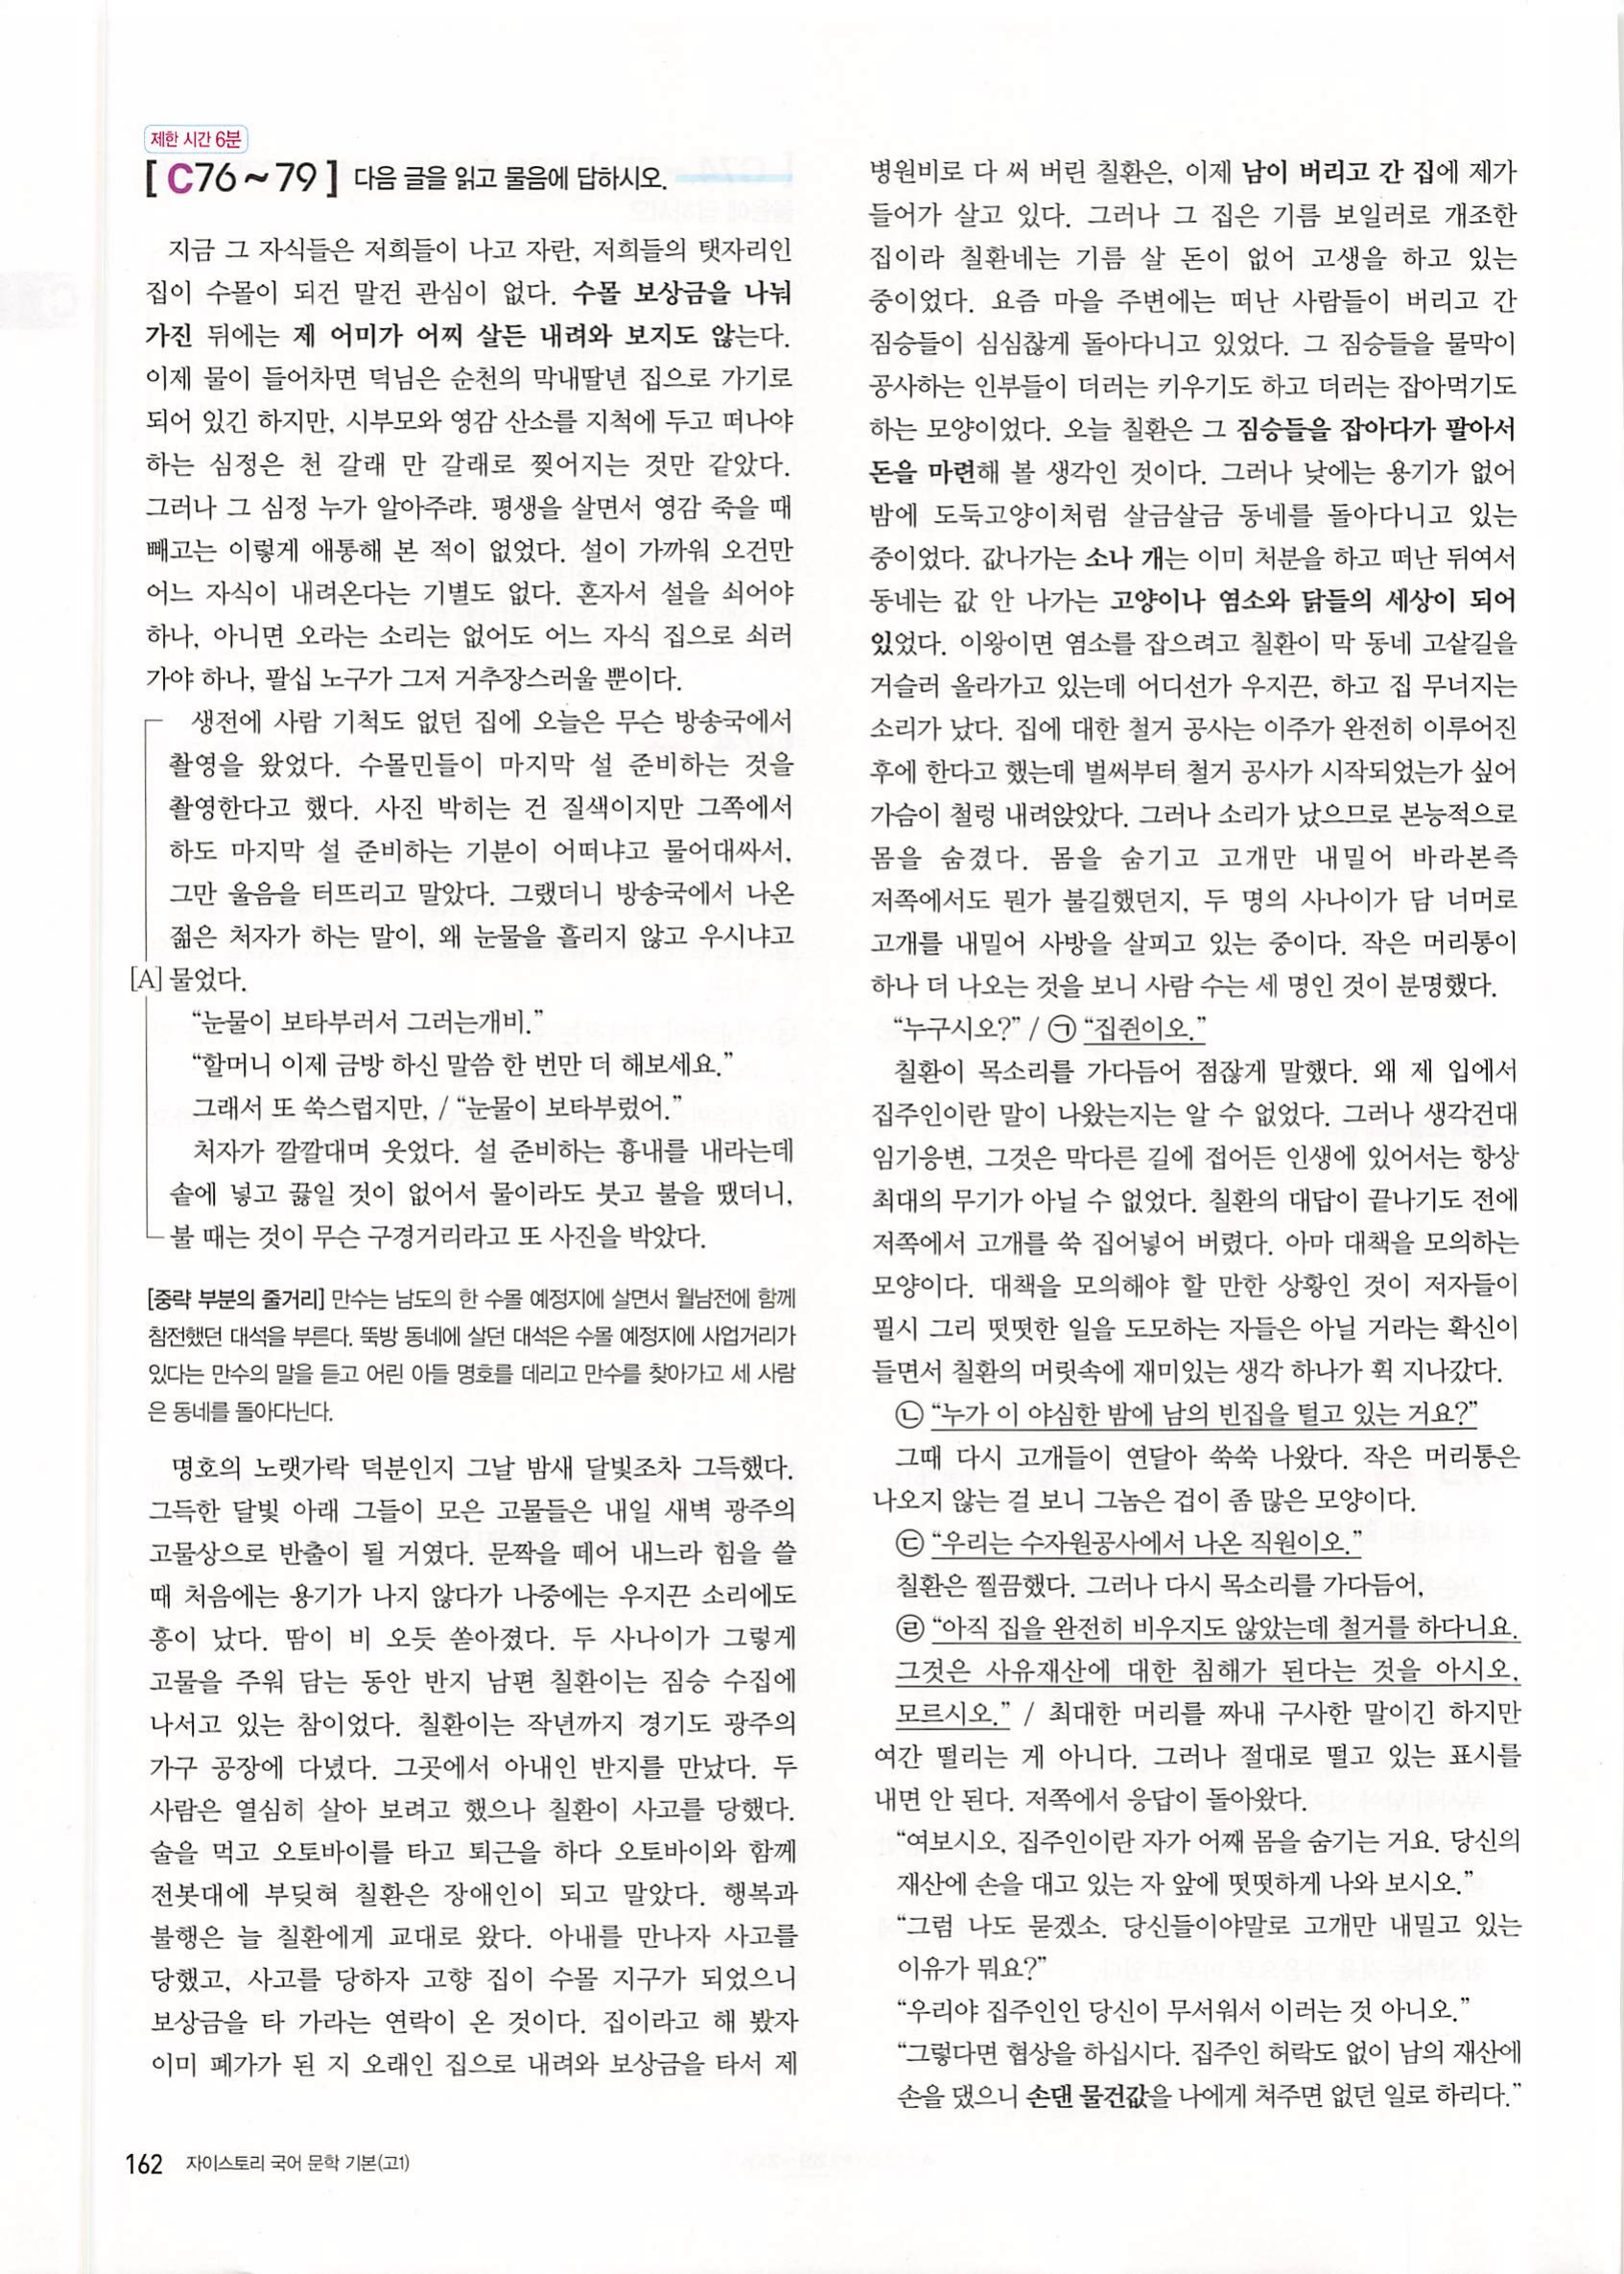 제한 시간 6분
[ C76~79 ] 다음 글을 읽고 물음에 답하시오.
지금 그 자식들은 저희들이 나고 자란, 저희들의 탯자리인
집이 수몰이 되건 말건 관심이 없다. 수몰 보상금을 나눠
가진 뒤에는 제 어미가 어찌 살든 내려와 보지도 않는다.
이제 물이 들어차면 덕님은 순천의 막내딸년 집으로 가기로
되어 있긴 하지만, 시부모와 영감 산소를 지척에 두고 떠나야
하는 심정은 천 갈래 만 갈래로 찢어지는 것만 같았다.
그러나 그 심정 누가 알아주랴. 평생을 살면서 영감 죽을 때
빼고는 이렇게 애통해 본 적이 없었다. 설이 가까워 오건만
어느 자식이 내려온다는 기별도 없다. 혼자서 설을 쇠어야
하나, 아니면 오라는 소리는 없어도 어느 자식 집으로 쇠러
가야 하나, 팔십 노구가 그저 거추장스러울 뿐이다.
생전에 사람 기척도 없던 집에 오늘은 무슨 방송국에서
촬영을 왔었다. 수몰민들이 마지막 설 준비하는 것을
촬영한다고 했다. 사진 박히는 건 질색이지만 그쪽에서
하도 마지막 설 준비하는 기분이 어떠냐고 물어대싸서,
그만 울음을 터뜨리고 말았다. 그랬더니 방송국에서 나온
젊은 처자가 하는 말이, 왜 눈물을 흘리지 않고 우시냐고
[A] 물었다.
“눈물이 보타부러서 그러는개비.”
“할머니 이제 금방 하신 말씀 한 번만 더 해보세요.”
그래서 또 쑥스럽지만, / “눈물이 보타부렀어.”
처자가 깔깔대며 웃었다. 설 준비하는 흉내를 내라는데
솥에 넣고 끓일 것이 없어서 물이라도 붓고 불을 땠더니,
불 때는 것이 무슨 구경거리라고 또 사진을 박았다.
[중략 부분의 줄거리] 만수는 남도의 한 수몰 예정지에 살면서 월남전에 함께
참전했던 대석을 부른다. 뚝방 동네에 살던 대석은 수몰 예정지에 사업거리가
있다는 만수의 말을 듣고 어린 아들 명호를 데리고 만수를 찾아가고 세 사람
은 동네를 돌아다닌다.
명호의 노랫가락 덕분인지 그날 밤새 달빛조차 그득했다.
그득한 달빛 아래 그들이 모은 고물들은 내일 새벽 광주의
고물상으로 반출이 될 거였다. 문짝을 떼어 내느라 힘을 쓸
때 처음에는 용기가 나지 않다가 나중에는 우지끈 소리에도
흥이 났다. 땀이 비 오듯 쏟아졌다. 두 사나이가 그렇게
고물을 주워 담는 동안 반지 남편 칠환이는 짐승 수집에
나서고 있는 참이었다. 칠환이는 작년까지 경기도 광주의
가구 공장에 다녔다. 그곳에서 아내인 반지를 만났다. 두
사람은 열심히 살아 보려고 했으나 칠환이 사고를 당했다.
술을 먹고 오토바이를 타고 퇴근을 하다 오토바이와 함께
전봇대에 부딪혀 칠환은 장애인이 되고 말았다. 행복과
불행은 늘 칠환에게 교대로 왔다. 아내를 만나자 사고를
당했고, 사고를 당하자 고향 집이 수몰 지구가 되었으니
보상금을 타 가라는 연락이 온 것이다. 집이라고 해 봤자
이미 폐가가 된 지 오래인 집으로 내려와 보상금을 타서 제
병원비로 다 써 버린 칠환은, 이제 남이 버리고 간 집에 제가
들어가 살고 있다. 그러나 그 집은 기름 보일러로 개조한
집이라 칠환네는 기름 살 돈이 없어 고생을 하고 있는
중이었다. 요즘 마을 주변에는 떠난 사람들이 버리고 간
짐승들이 심심찮게 돌아다니고 있었다. 그 짐승들을 물막이
공사하는 인부들이 더러는 키우기도 하고 더러는 잡아먹기도
하는 모양이었다. 오늘 칠환은 그 짐승들을 잡아다가 팔아서
돈을 마련해 볼 생각인 것이다. 그러나 낮에는 용기가 없어
밤에 도둑고양이처럼 살금살금 동네를 돌아다니고 있는
중이었다. 값나가는 소나 개는 이미 처분을 하고 떠난 뒤여서
동네는 값 안 나가는 고양이나 염소와 닭들의 세상이 되어
있었다. 이왕이면 염소를 잡으려고 칠환이 막 동네 고샅길을
거슬러 올라가고 있는데 어디선가 우지끈, 하고 집 무너지는
소리가 났다. 집에 대한 철거 공사는 이주가 완전히 이루어진
후에 한다고 했는데 벌써부터 철거 공사가 시작되었는가 싶어
가슴이 철렁 내려앉았다. 그러나 소리가 났으므로 본능적으로
몸을 숨겼다. 몸을 숨기고 고개만 내밀어 바라본즉
저쪽에서도 뭔가 불길했던지, 두 명의 사나이가 담 너머로
고개를 내밀어 사방을 살피고 있는 중이다. 작은 머리통이
하나 더 나오는 것을 보니 사람 수는 세 명인 것이 분명했다.
“누구시오?” / ㉠ “집쥔이오.”
칠환이 목소리를 가다듬어 점잖게 말했다. 왜 제 입에서
집주인이란 말이 나왔는지는 알 수 없었다. 그러나 생각건대
임기응변, 그것은 막다른 길에 접어든 인생에 있어서는 항상
최대의 무기가 아닐 수 없었다. 칠환의 대답이 끝나기도 전에
저쪽에서 고개를 쑥 집어넣어 버렸다. 아마 대책을 모의하는
모양이다. 대책을 모의해야 할 만한 상황인 것이 저자들이
필시 그리 떳떳한 일을 도모하는 자들은 아닐 거라는 확신이
들면서 칠환의 머릿속에 재미있는 생각 하나가 휙 지나갔다.
㉡ “누가 이 야심한 밤에 남의 빈집을 털고 있는 거요?”
그때 다시 고개들이 연달아 쑥쑥 나왔다. 작은 머리통은
나오지 않는 걸 보니 그놈은 겁이 좀 많은 모양이다.
㉢ “우리는 수자원공사에서 나온 직원이오.”
칠환은 찔끔했다. 그러나 다시 목소리를 가다듬어,
㉣ “아직 집을 완전히 비우지도 않았는데 철거를 하다니요.
그것은 사유재산에 대한 침해가 된다는 것을 아시오,
모르시오.” / 최대한 머리를 짜내 구사한 말이긴 하지만
여간 떨리는 게 아니다. 그러나 절대로 떨고 있는 표시를
내면 안 된다. 저쪽에서 응답이 돌아왔다.
“여보시오, 집주인이란 자가 어째 몸을 숨기는 거요. 당신의
재산에 손을 대고 있는 자 앞에 떳떳하게 나와 보시오.”
“그럼 나도 묻겠소. 당신들이야말로 고개만 내밀고 있는
이유가 뭐요?”
“우리야 집주인인 당신이 무서워서 이러는 것 아니오.”
“그렇다면 협상을 하십시다. 집주인 허락도 없이 남의 재산에
손을 댔으니 손댄 물건값을 나에게 쳐주면 없던 일로 하리다.”
162 자이스토리 국어 문학 기본(고1)